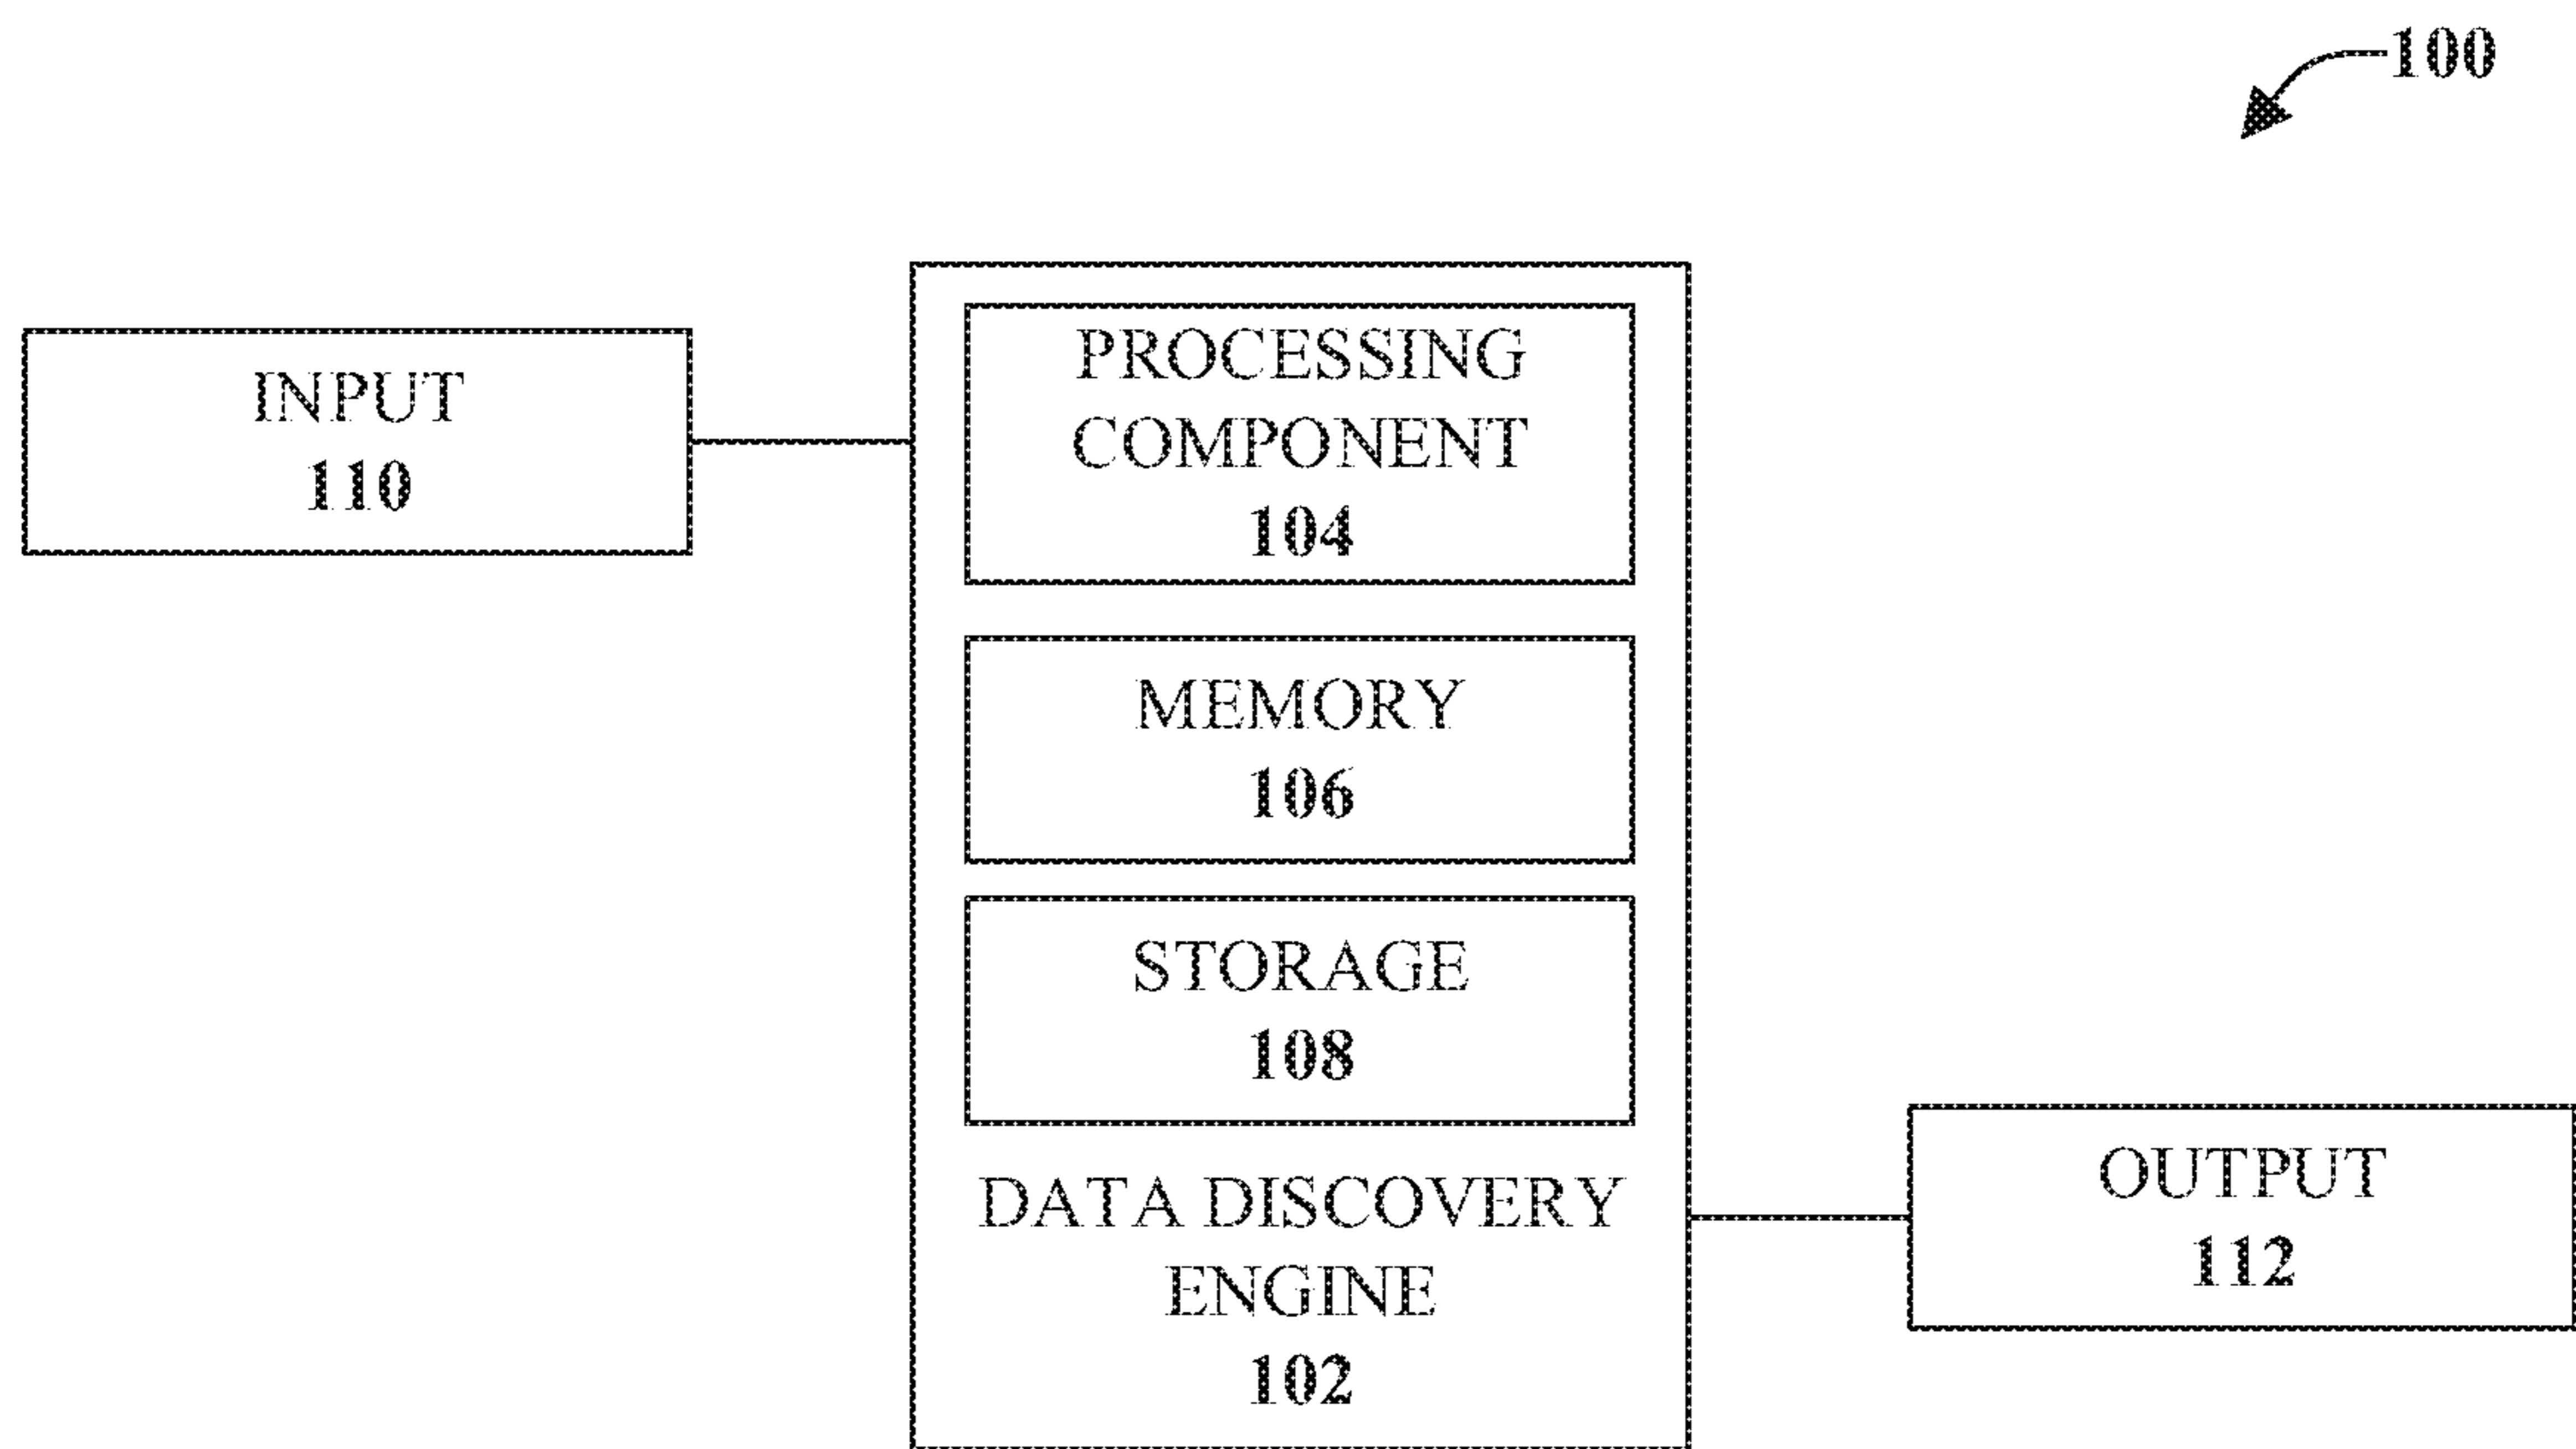 100
INPUT
110
PROCESSING
COMPONENT
104
MEMORY
106
STORAGE
108
DATA DISCOVERY
ENGINE
102
OUTPUT
112